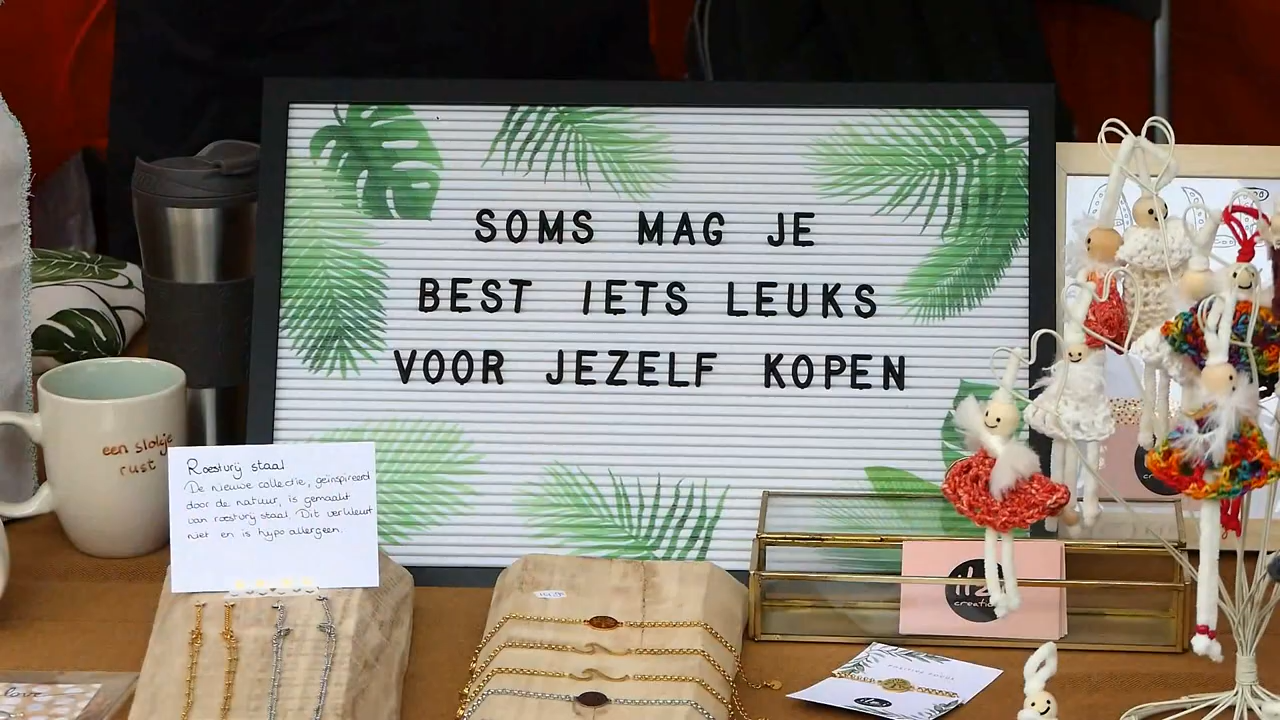 SOMS MAG JE
BEST IETS LEUKS
VOOR JEZELF KOPEN
een slokje
rust
Roestvrij staal
De nieuwe collectie, geïnspireerd
door de natuur, is gemaakt
van roestvrij staal. Dit verkleurt
niet en is hypo allergeen.
love